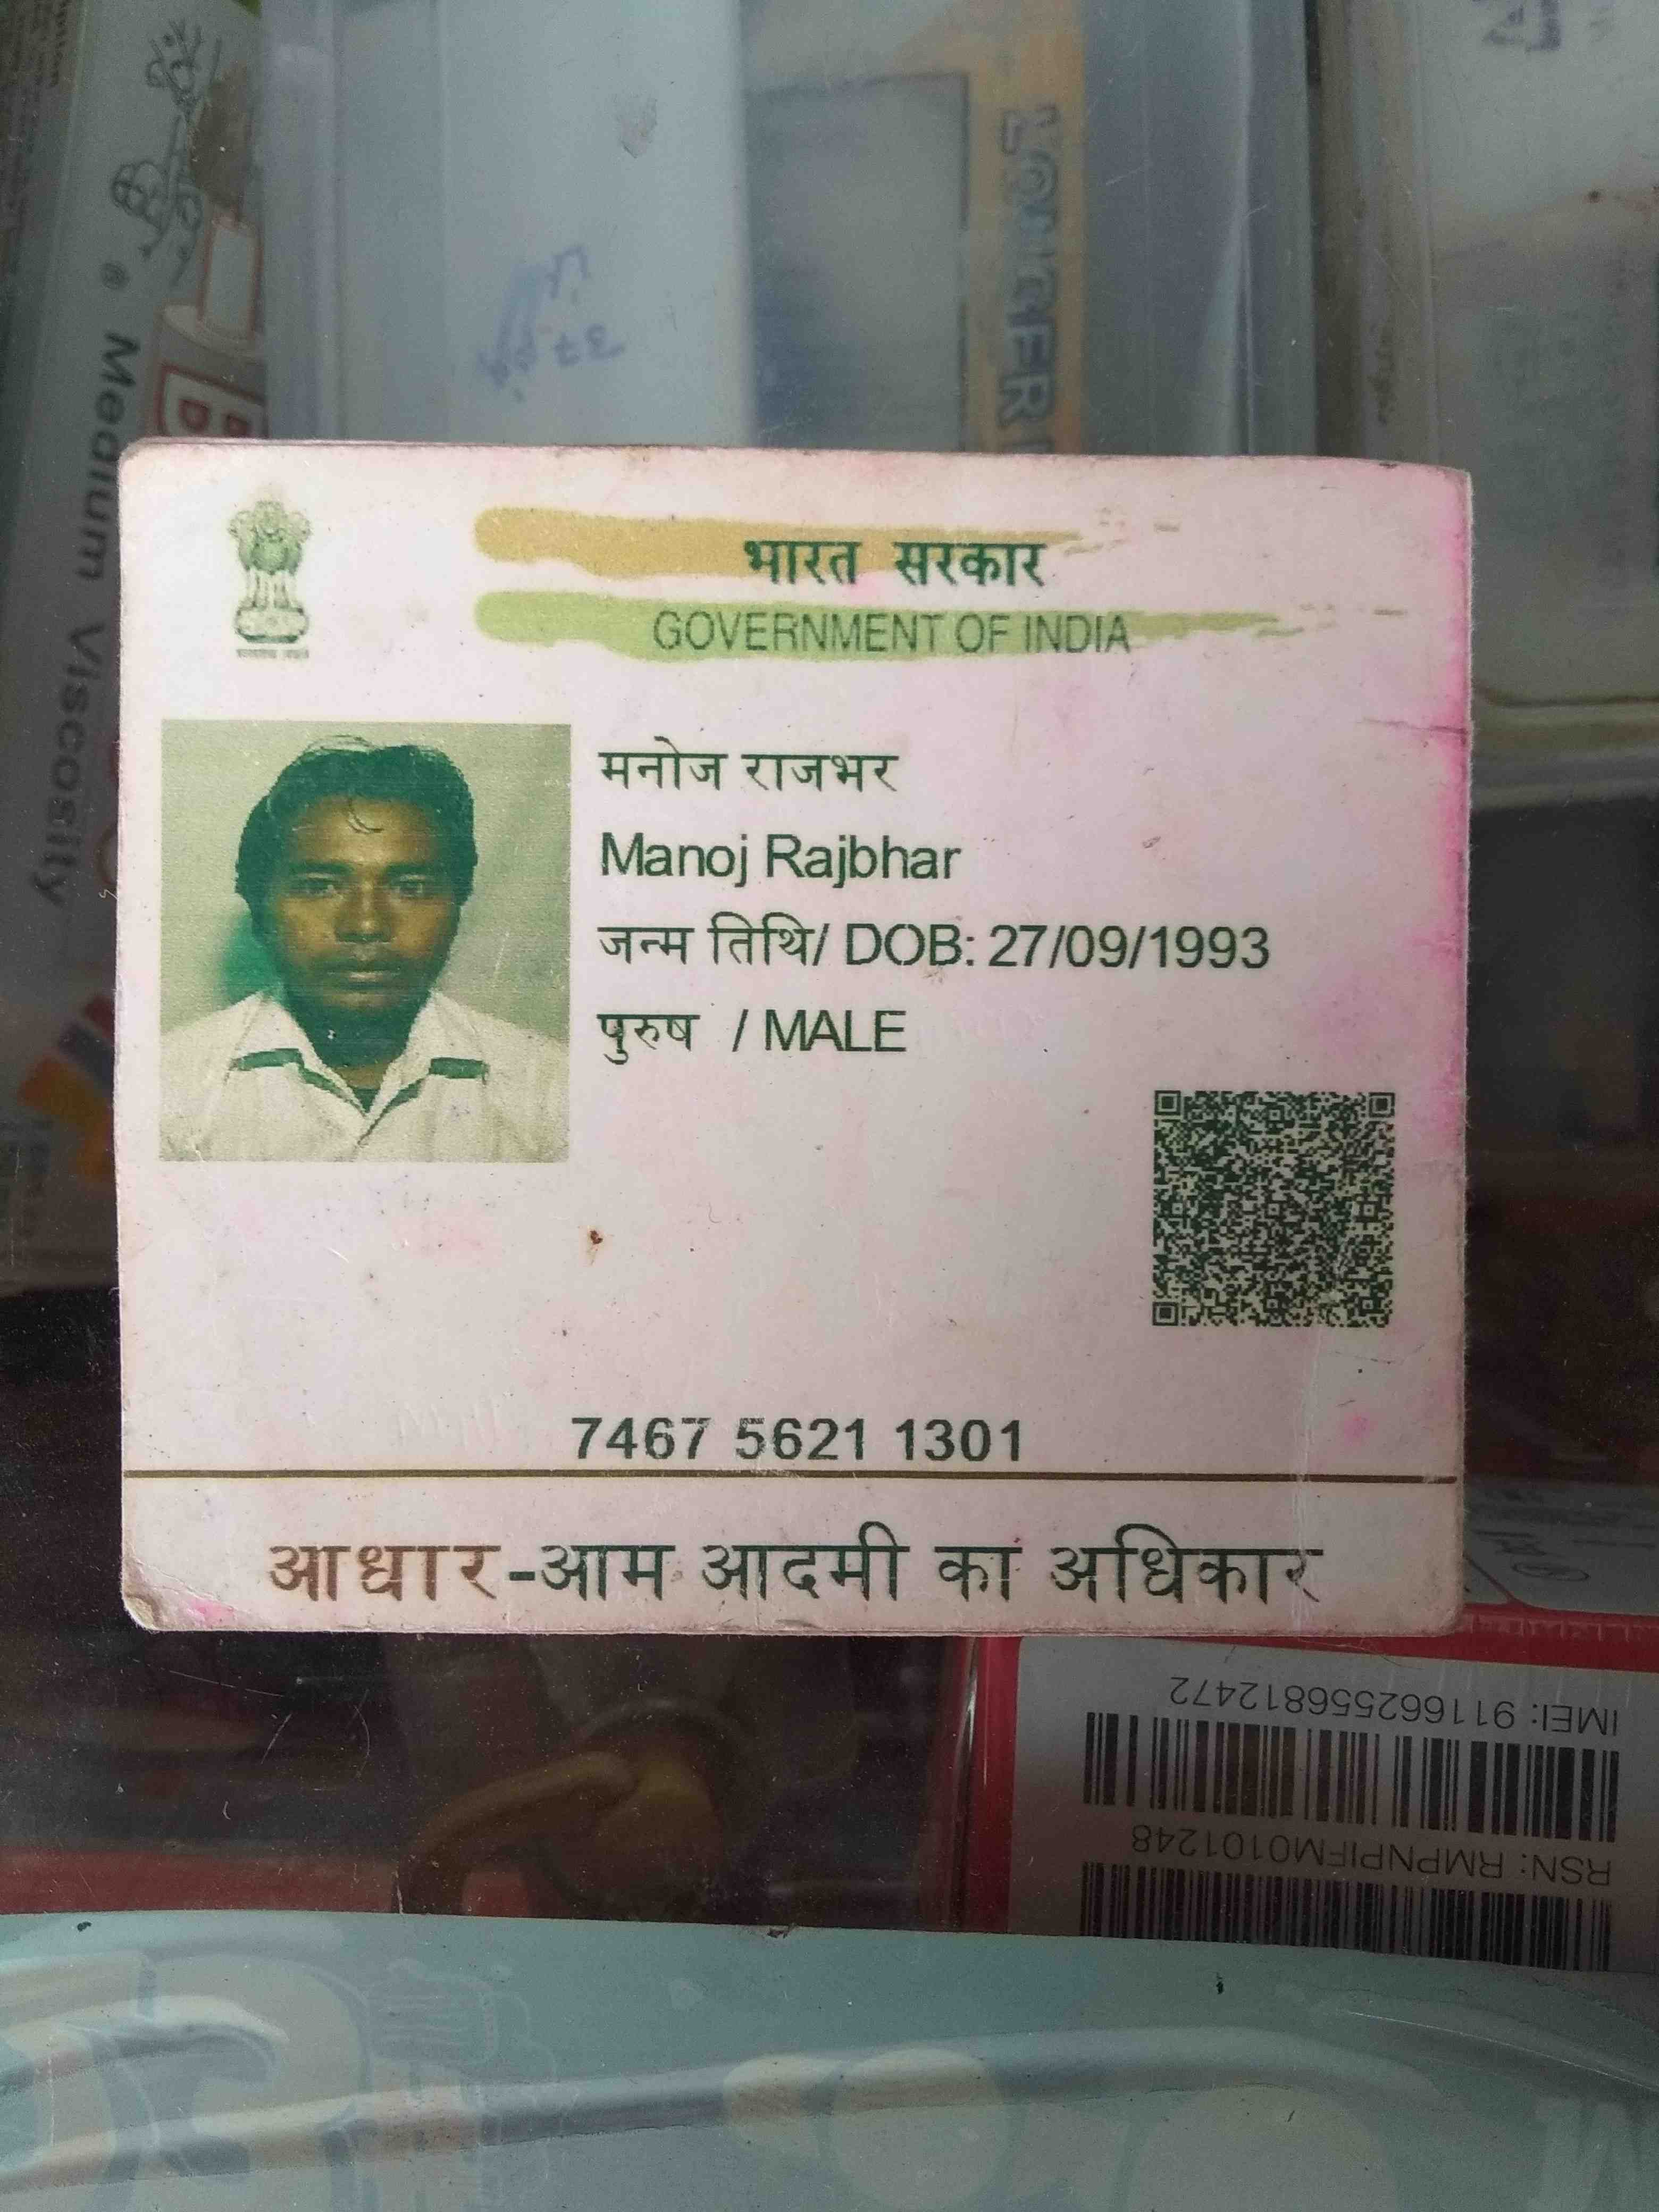 भारत सरकार
GOVERNMENT OF INDIA
मनोज राजभर
Manoj Rajbhar
जन्म तिथि/ DOB: 27/09/1993
पुरुष / MALE
7467 5621 1301
आधार-आम आदमी का अधिकार
® Medium Viscosity
IMEI: 911662556812472
RSN: RMPNPIFM0101248